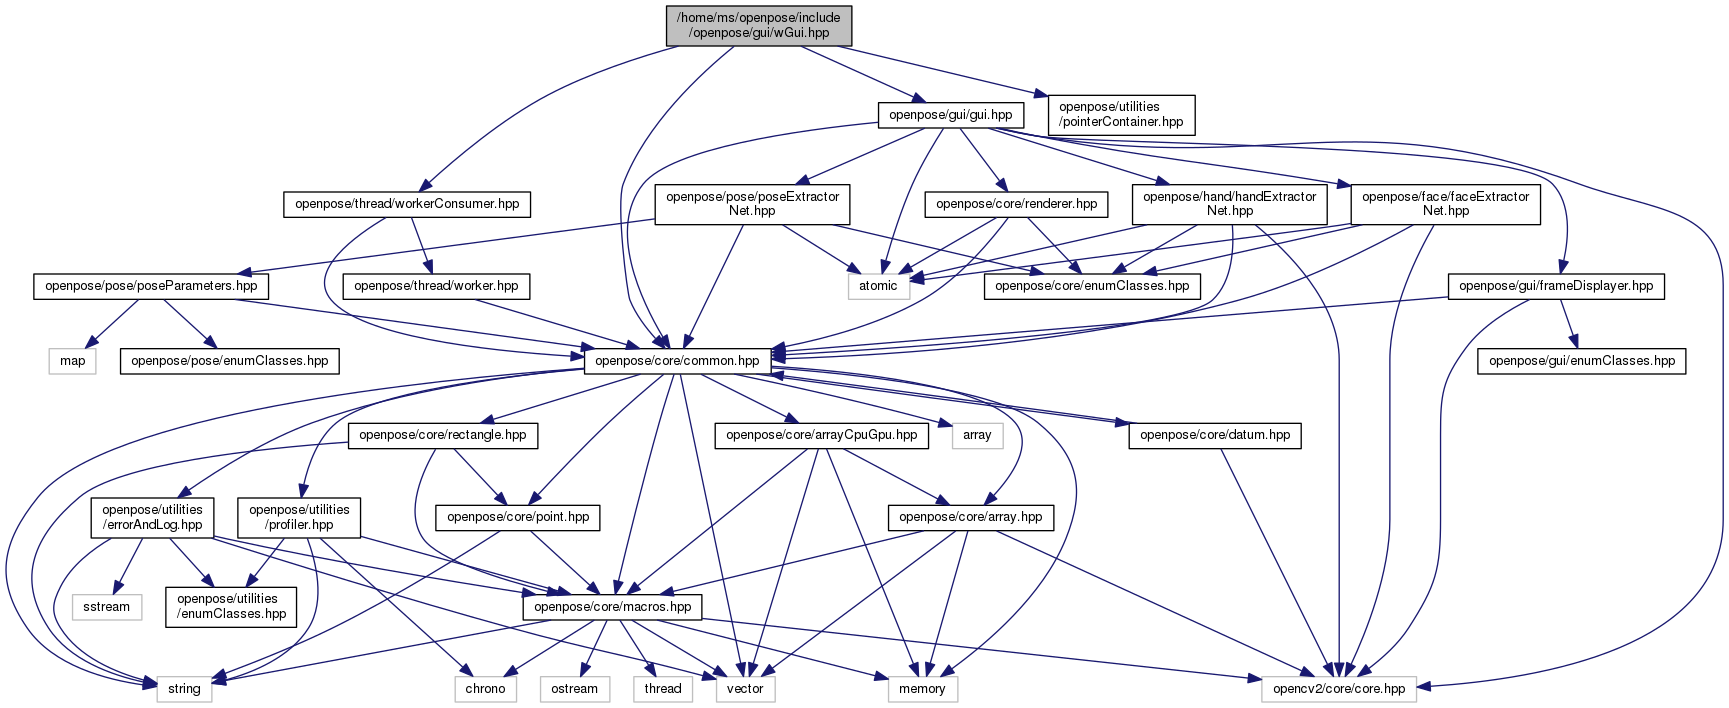 /home/ms/openpose/include
/openpose/gui/wGui.hpp
openpose/gui/gui.hpp
openpose/utilities
/pointerContainer.hpp
openpose/thread/workerConsumer.hpp
openpose/pose/poseExtractor
Net.hpp
openpose/core/renderer.hpp
openpose/hand/handExtractor
Net.hpp
openpose/face/faceExtractor
Net.hpp
openpose/pose/poseParameters.hpp
openpose/thread/worker.hpp
atomic
openpose/core/enumClasses.hpp
openpose/gui/frameDisplayer.hpp
map
openpose/pose/enumClasses.hpp
openpose/core/common.hpp
openpose/gui/enumClasses.hpp
openpose/core/rectangle.hpp
openpose/core/arrayCpuGpu.hpp
array
openpose/core/datum.hpp
openpose/utilities
/errorAndLog.hpp
openpose/utilities
/profiler.hpp
openpose/core/point.hpp
openpose/core/array.hpp
sstream
openpose/utilities
/enumClasses.hpp
openpose/core/macros.hpp
string
chrono
ostream
thread
vector
memory
opencv2/core/core.hpp